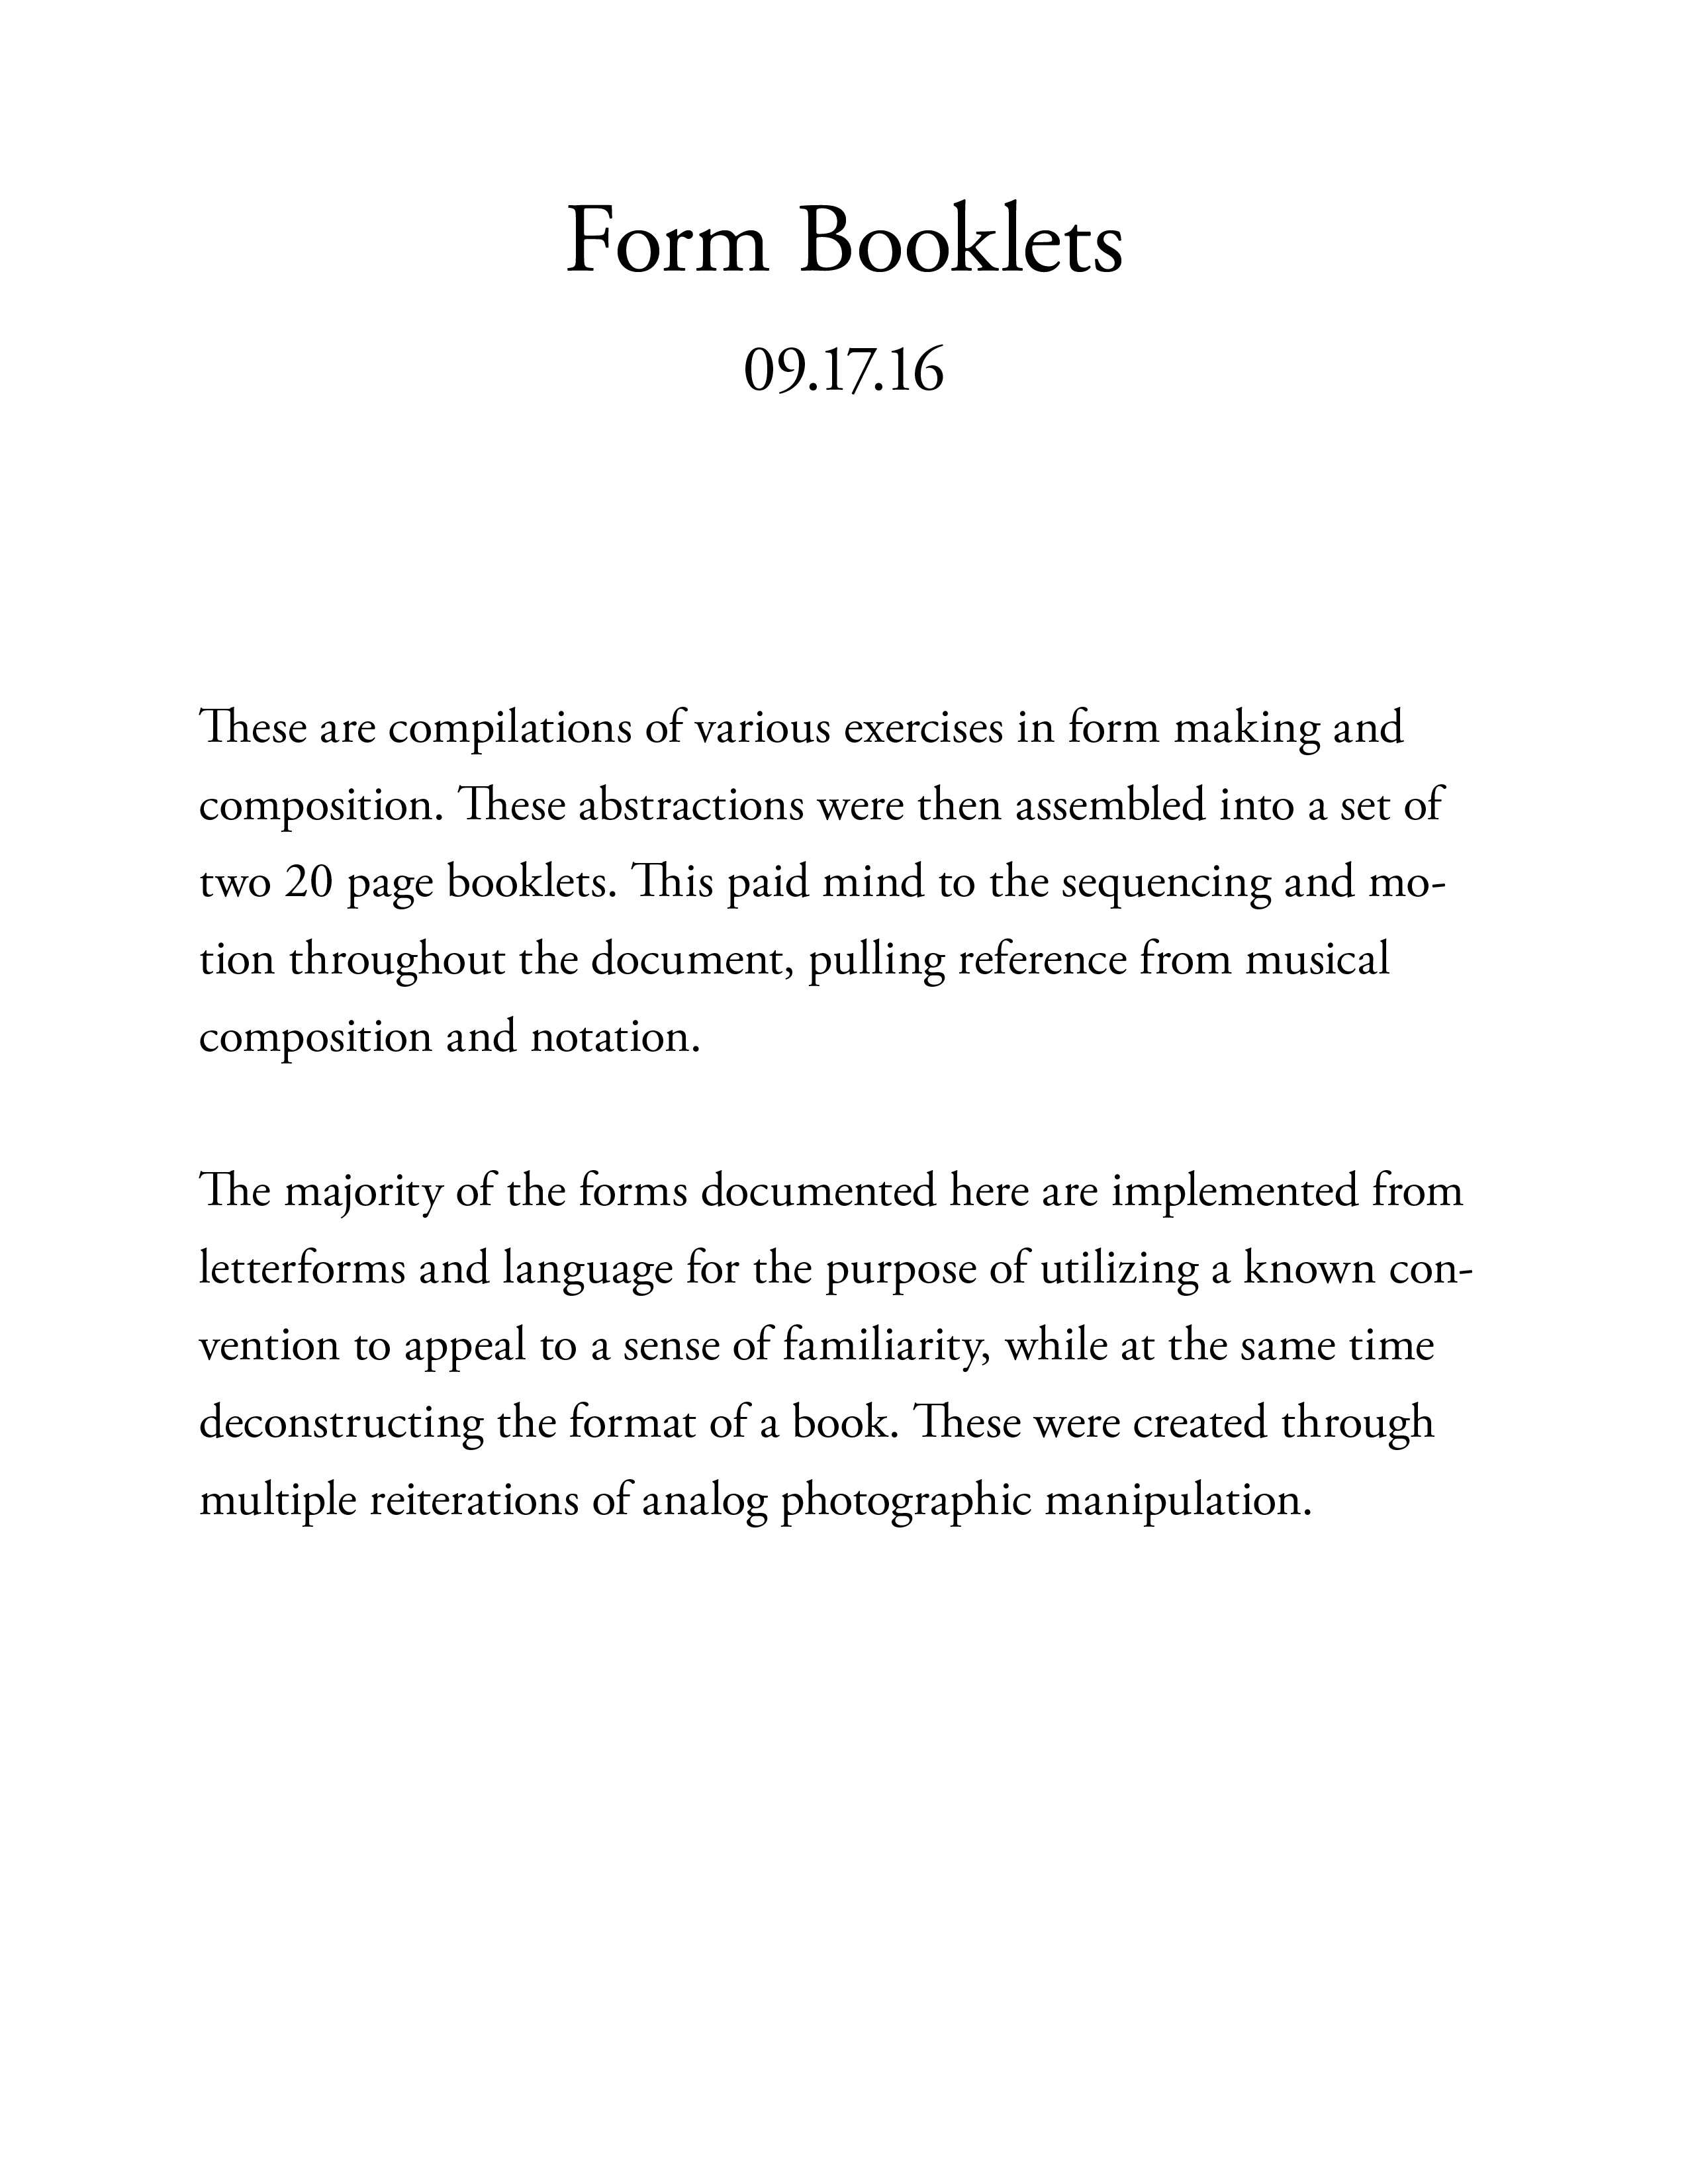 Form Booklets
09.17.16
These are compilations of various exercises in form making and
composition. These abstractions were then assembled into a set of
two 20 page booklets. This paid mind to the sequencing and mo-
tion throughout the document, pulling reference from musical
composition and notation.
The majority of the forms documented here are implemented from
letterforms and language for the purpose of utilizing a known con-
vention to appeal to a sense of familiarity, while at the same time
deconstructing the format of a book. These were created through
multiple reiterations of analog photographic manipulation.